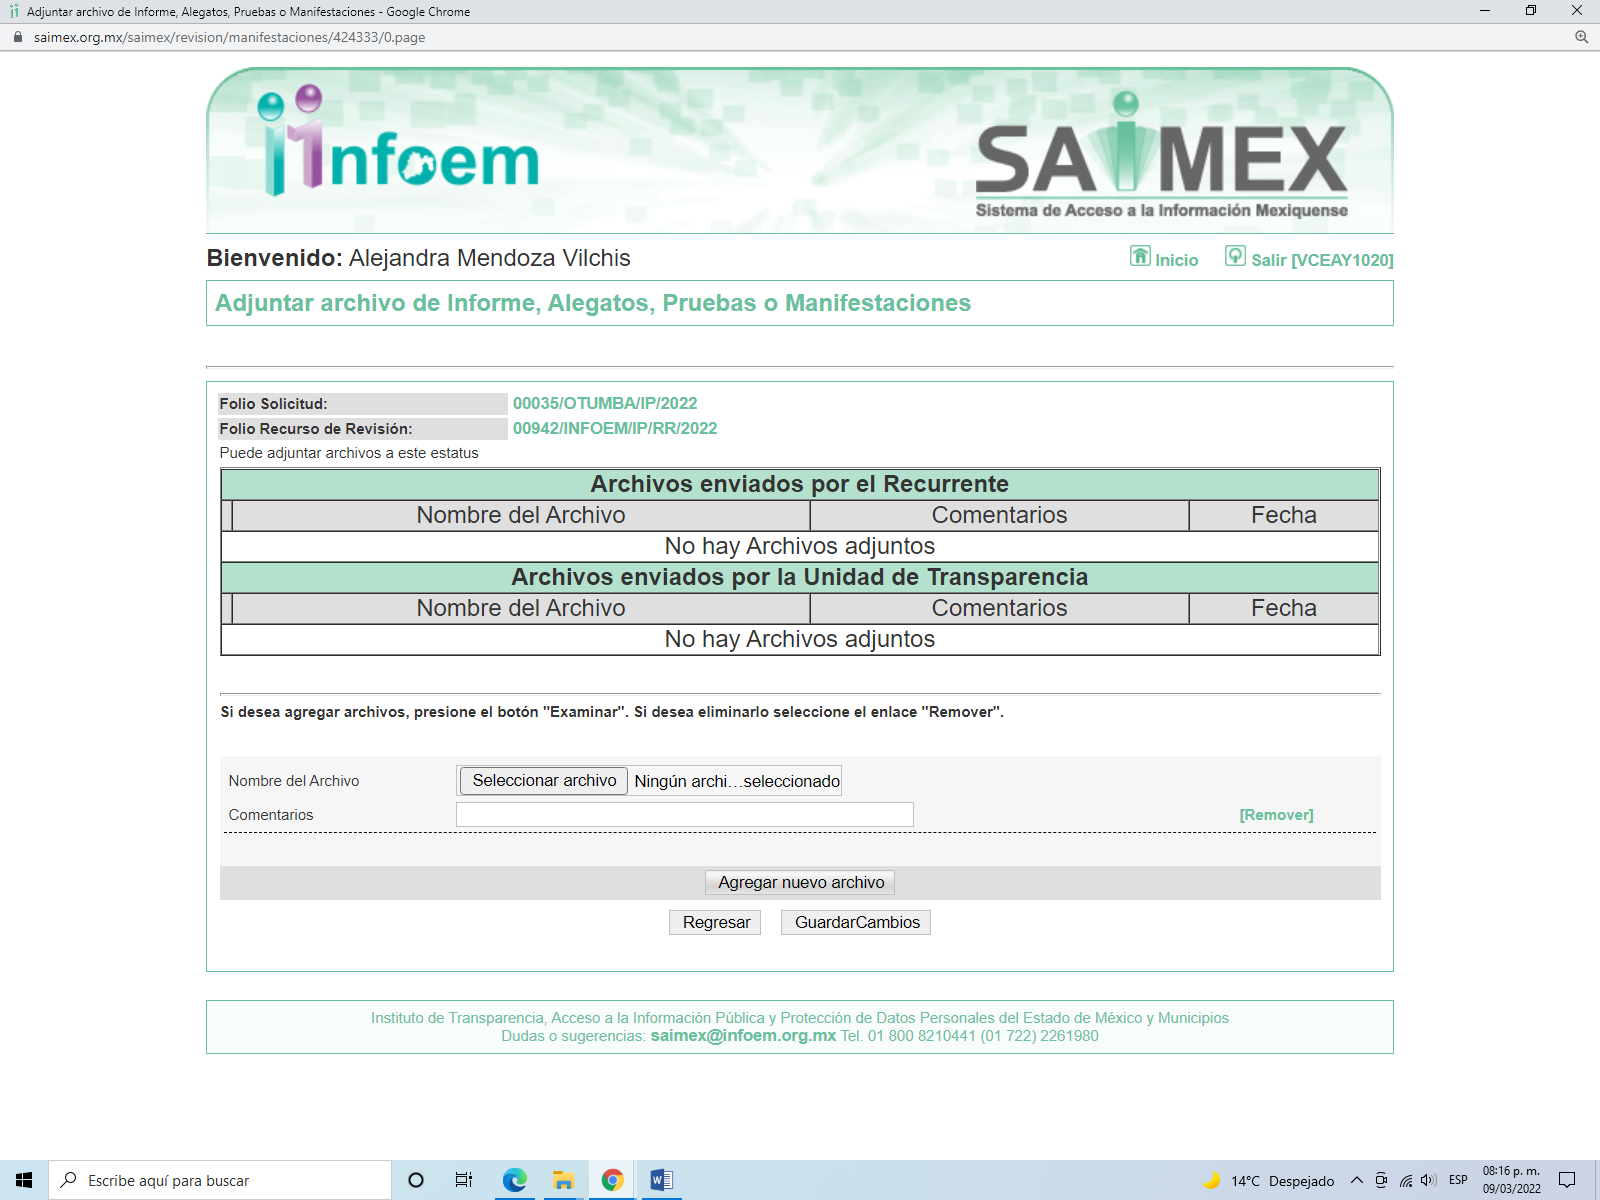 Adjuntar archivo de Informe, Alegatos, Pruebas o Manifestaciones - Google Chrome
saimex.org.mx/saimex/revision/manifestaciones/424333/0.page
infoem
SAIMEX
Sistema de Acceso a la Información Mexiquense
Bienvenido: Alejandra Mendoza Vilchis
Inicio Salir [VCEAY1020]
Adjuntar archivo de Informe, Alegatos, Pruebas o Manifestaciones
Folio Solicitud: 00035/OTUMBA/IP/2022
Folio Recurso de Revisión: 00942/INFOEM/IP/RR/2022
Puede adjuntar archivos a este estatus
Archivos enviados por el Recurrente
Nombre del Archivo Comentarios Fecha
No hay Archivos adjuntos
Archivos enviados por la Unidad de Transparencia
Nombre del Archivo Comentarios Fecha
No hay Archivos adjuntos
Si desea agregar archivos, presione el botón "Examinar". Si desea eliminarlo seleccione el enlace "Remover".
Nombre del Archivo Seleccionar archivo Ningún archi...seleccionado
Comentarios [Remover]
Agregar nuevo archivo
Regresar GuardarCambios
Instituto de Transparencia, Acceso a la Información Pública y Protección de Datos Personales del Estado de México y Municipios
Dudas o sugerencias: saimex@infoem.org.mx Tel. 01 800 8210441 (01 722) 2261980
Escribe aquí para buscar
14°C Despejado
ESP
08:16 p. m.
09/03/2022